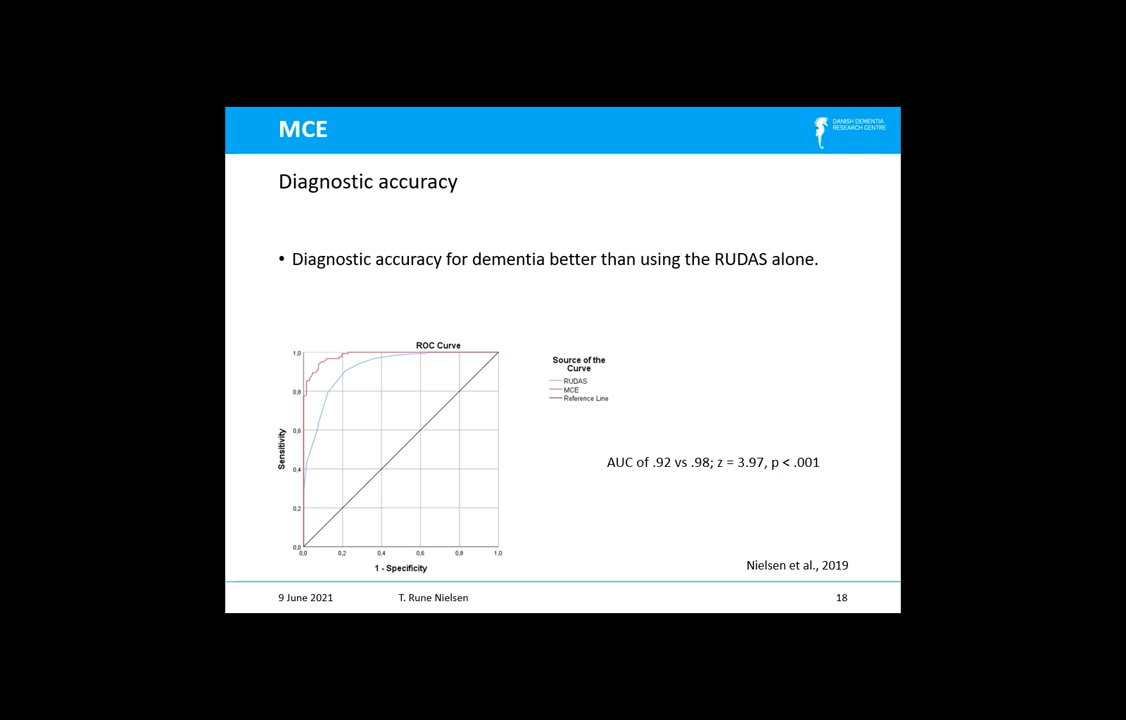 MCE
DANISH DEMENTIA
RESEARCH CENTRE
Diagnostic accuracy
• Diagnostic accuracy for dementia better than using the RUDAS alone.
ROC Curve
Source of the
Curve
RUDAS
MCE
Reference Line
Sensitivity
1,0
0,8
0,6
0,4
0,2
0,0
0,0 0,2 0,4 0,6 0,8 1,0
1 - Specificity
AUC of .92 vs .98; z = 3.97, p < .001
Nielsen et al., 2019
9 June 2021 T. Rune Nielsen 18